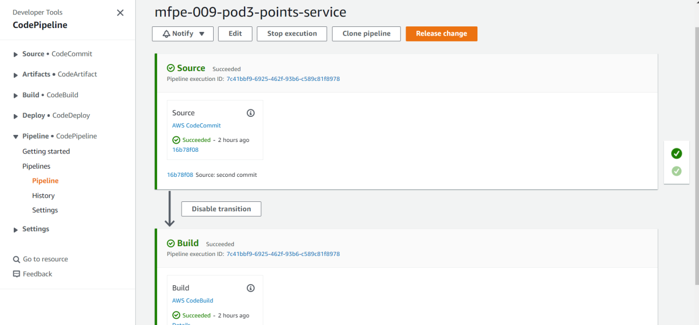 Developer Tools
CodePipeline
Source • CodeCommit
Artifacts • CodeArtifact
Build • CodeBuild
Deploy • CodeDeploy
Pipeline • CodePipeline
Getting started
Pipelines
Pipeline
History
Settings
Settings
Go to resource
Feedback
mfpe-009-pod3-points-service
Notify
Edit
Stop execution
Clone pipeline
Release change
Source Succeeded
Pipeline execution ID: 7c41bbf9-6925-462f-93b6-c589c81f8978
Source
AWS CodeCommit
Succeeded - 2 hours ago
16b78f08
16b78f08 Source: second commit
Disable transition
Build Succeeded
Pipeline execution ID: 7c41bbf9-6925-462f-93b6-c589c81f8978
Build
AWS CodeBuild
Succeeded - 2 hours ago
Details